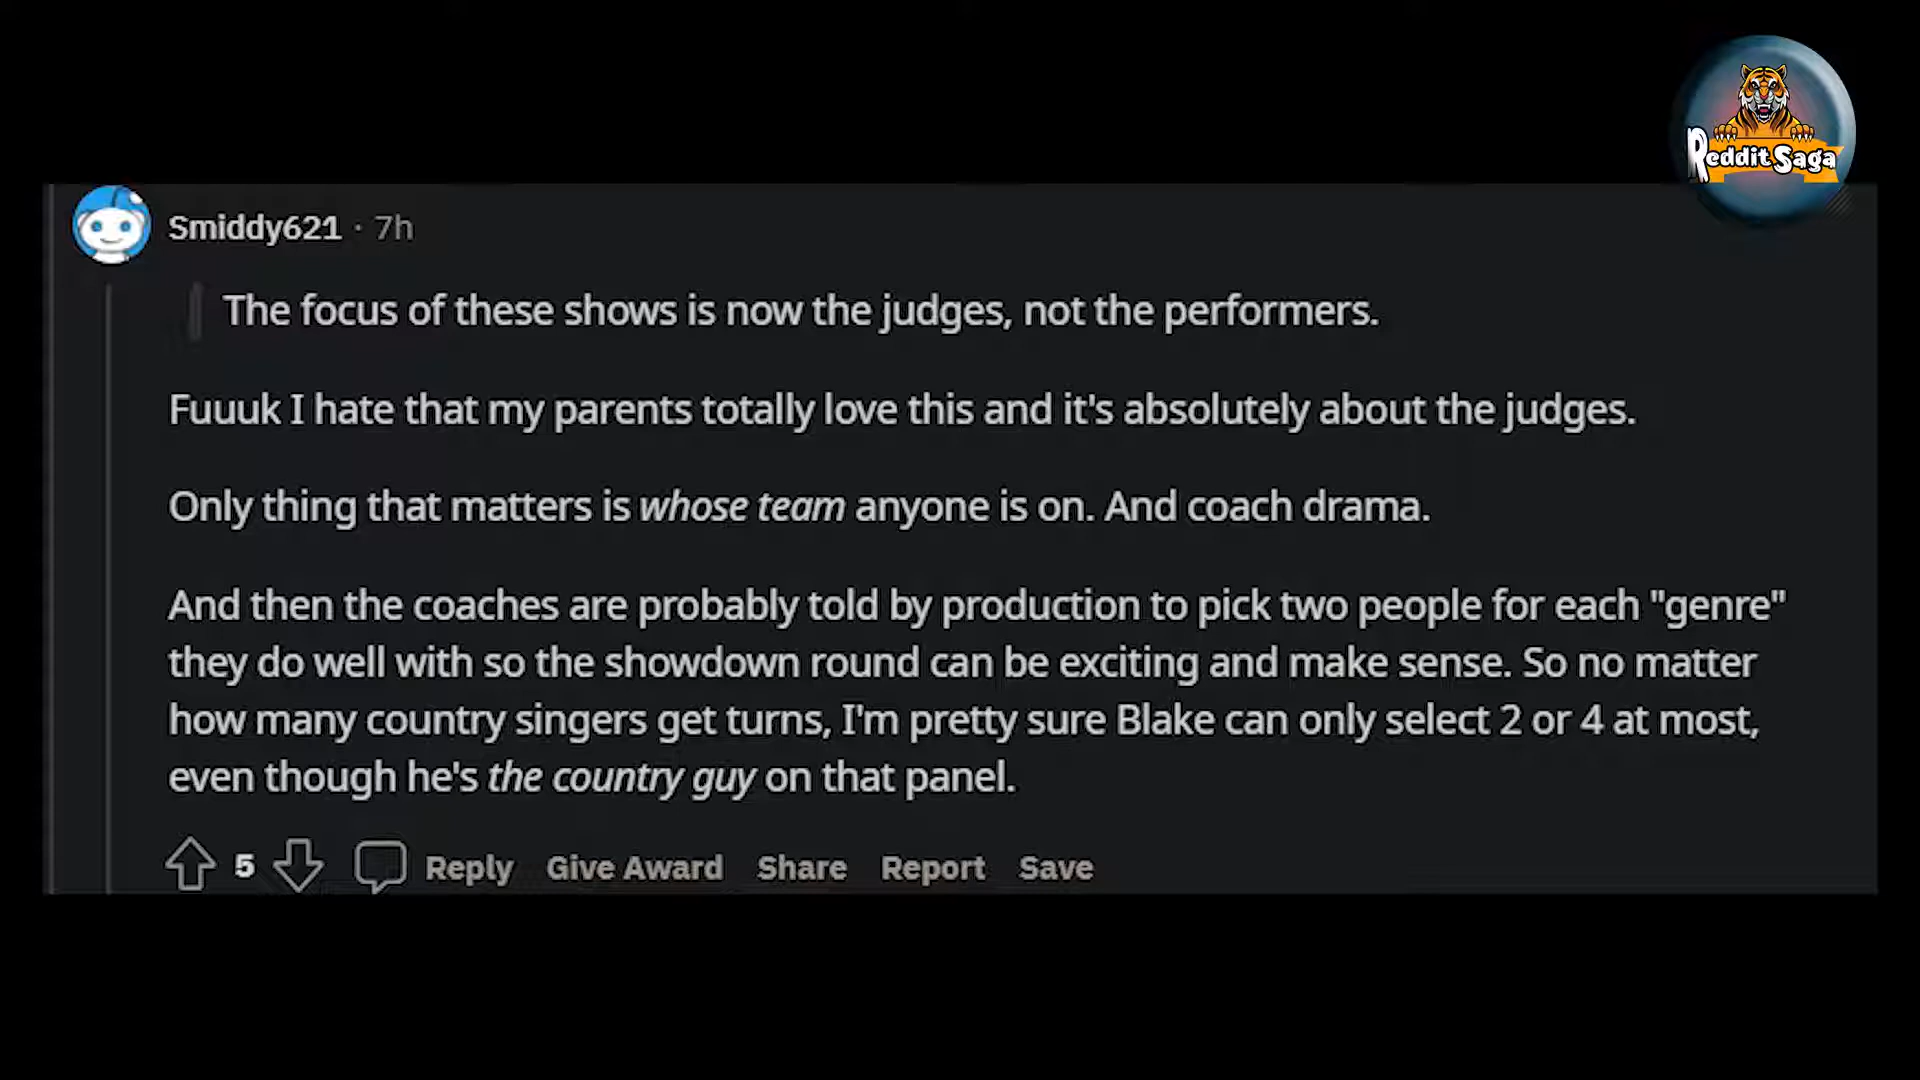 Reddit Saga
Smiddy621 · 7h
The focus of these shows is now the judges, not the performers.
Fuuuk I hate that my parents totally love this and it's absolutely about the judges.
Only thing that matters is whose team anyone is on. And coach drama.
And then the coaches are probably told by production to pick two people for each "genre"
they do well with so the showdown round can be exciting and make sense. So no matter
how many country singers get turns, I'm pretty sure Blake can only select 2 or 4 at most,
even though he's the country guy on that panel.
5 Reply Give Award Share Report Save